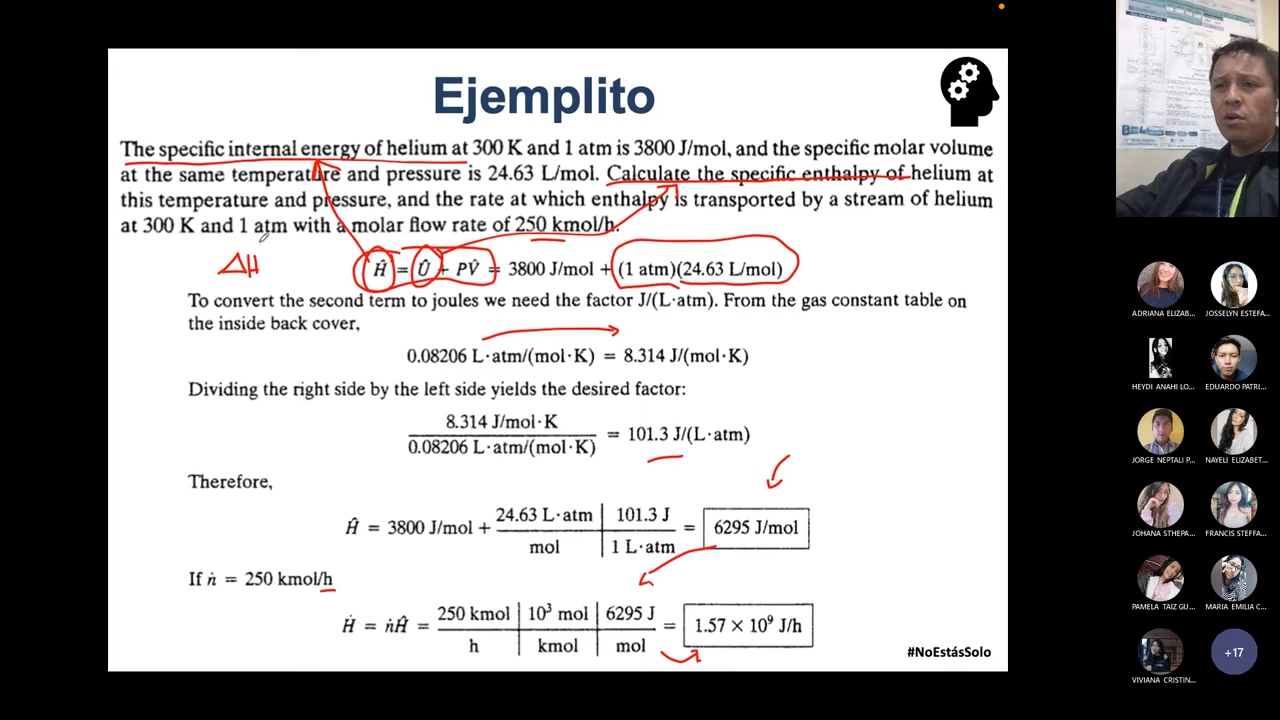 Ejemplito
The specific internal energy of helium at 300 K and 1 atm is 3800 J/mol, and the specific molar volume
at the same temperature and pressure is 24.63 L/mol. Calculate the specific enthalpy of helium at
this temperature and pressure, and the rate at which enthalpy is transported by a stream of helium
at 300 K and 1 atm with a molar flow rate of 250 kmol/h.
ΔH
Ĥ = Û + PV̂ = 3800 J/mol + (1 atm)(24.63 L/mol)
To convert the second term to joules we need the factor J/(L·atm). From the gas constant table on
the inside back cover,
0.08206 L·atm/(mol·K) = 8.314 J/(mol·K)
Dividing the right side by the left side yields the desired factor:
8.314 J/mol·K
0.08206 L·atm/(mol·K) = 101.3 J/(L·atm)
Therefore,
Ĥ = 3800 J/mol + 24.63 L·atm | 101.3 J = 6295 J/mol
mol | 1 L·atm
If ṅ = 250 kmol/h
Ḣ = ṅĤ = 250 kmol | 10³ mol | 6295 J = 1.57 × 10⁹ J/h
h | kmol | mol
#NoEstásSolo
ADRIANA ELIZAB...
JOSSELYN ESTEFA...
HEYDI ANAHI LO...
EDUARDO PATRI...
JORGE NEPTALI P...
NAYELI ELIZABET...
JOHANA STHEPA...
FRANCIS STEFFA...
PAMELA TAIZ GU...
MARIA EMILIA C...
VIVIANA CRISTIN...
+17